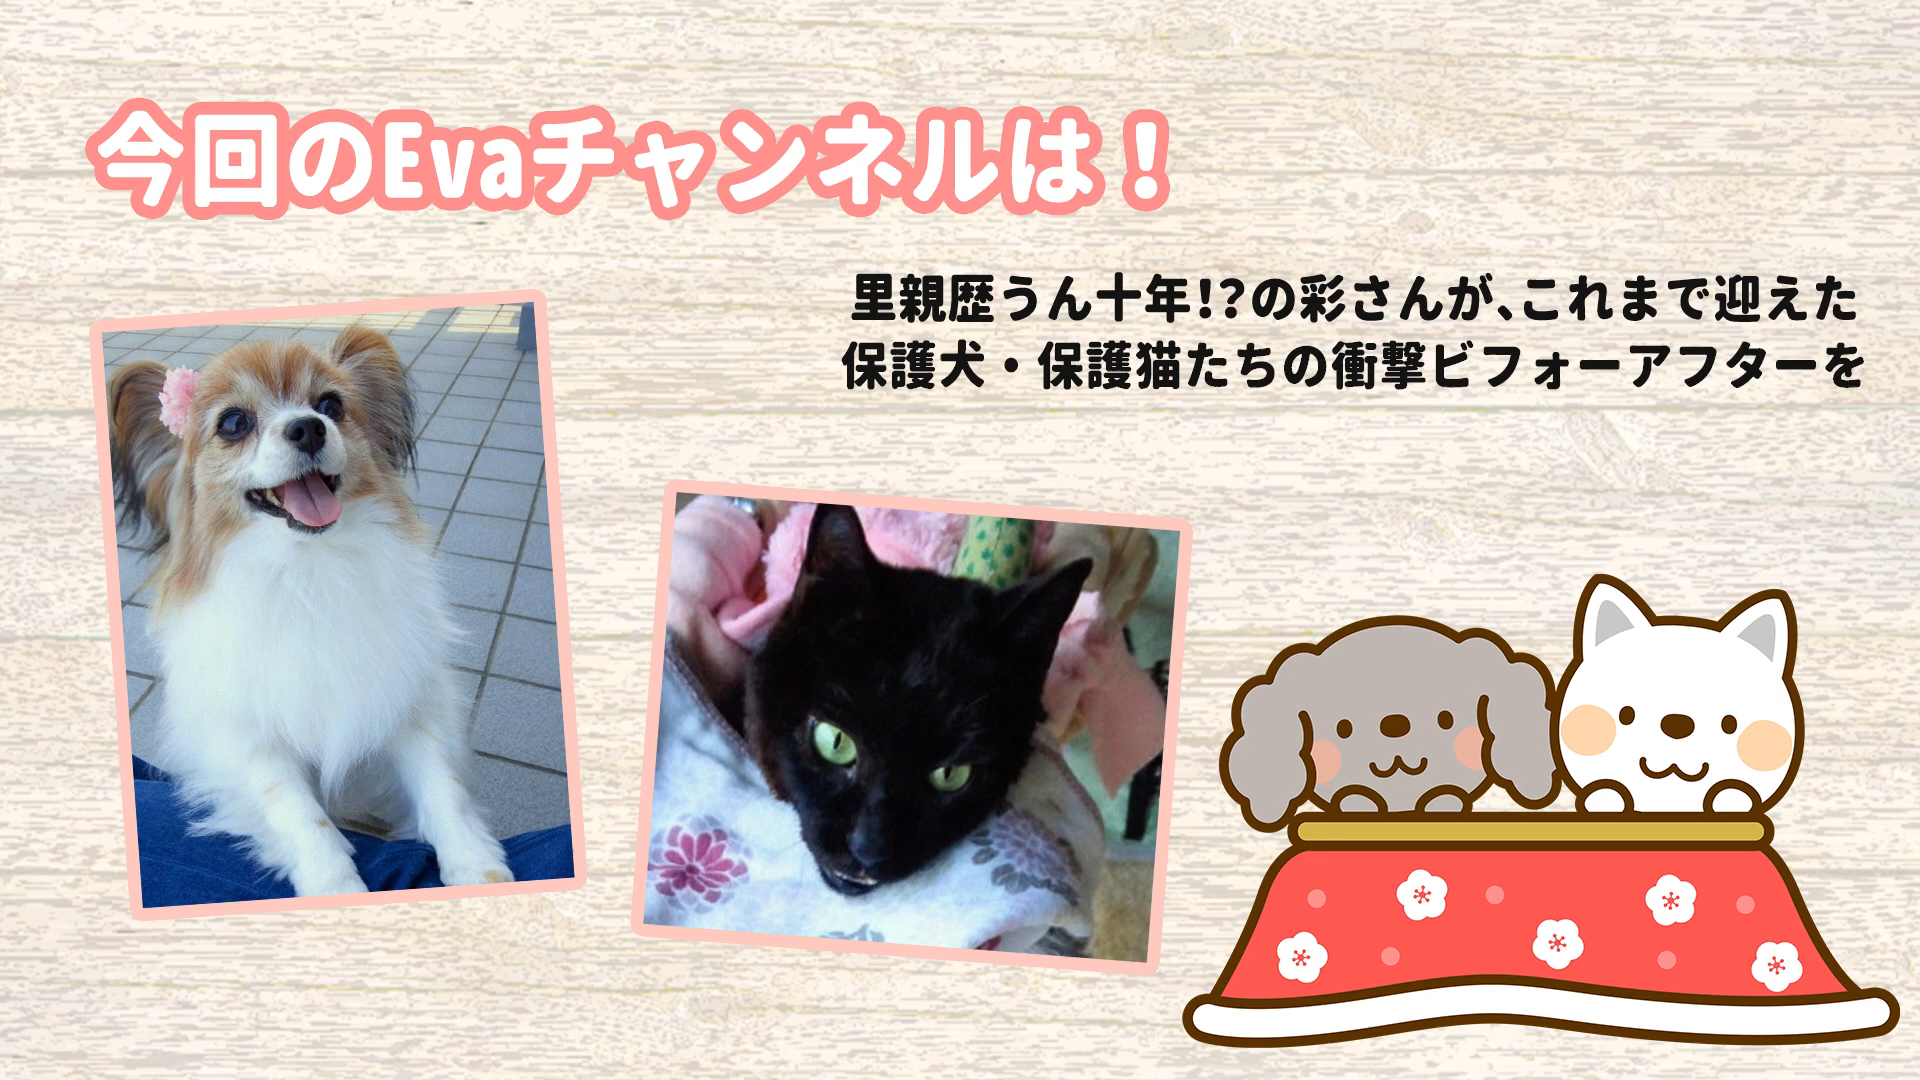 今回のEvaチャンネルは！
里親歴うん十年!?の彩さんが、これまで迎えた
保護犬・保護猫たちの衝撃ビフォーアフターを